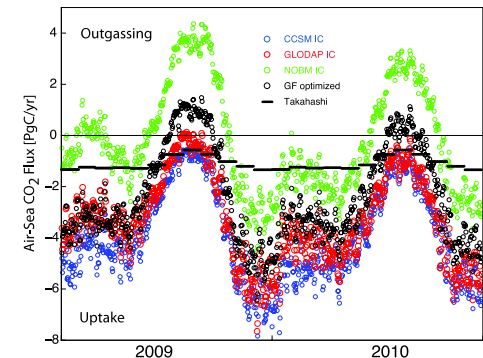 Outgassing
CCSM IC
GLODAP IC
NOBM IC
GF optimized
Takahashi
6
4
2
0
−2
−4
−6
−8
Air-Sea CO2 Flux [PgC/yr]
Uptake
2009
2010